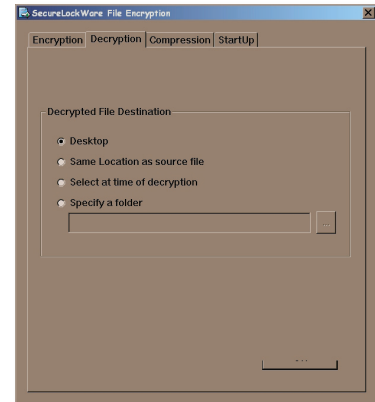 SecureLockWare File Encryption
Encryption Decryption Compression StartUp
Decrypted File Destination
Desktop
Same Location as source file
Select at time of decryption
Specify a folder
...